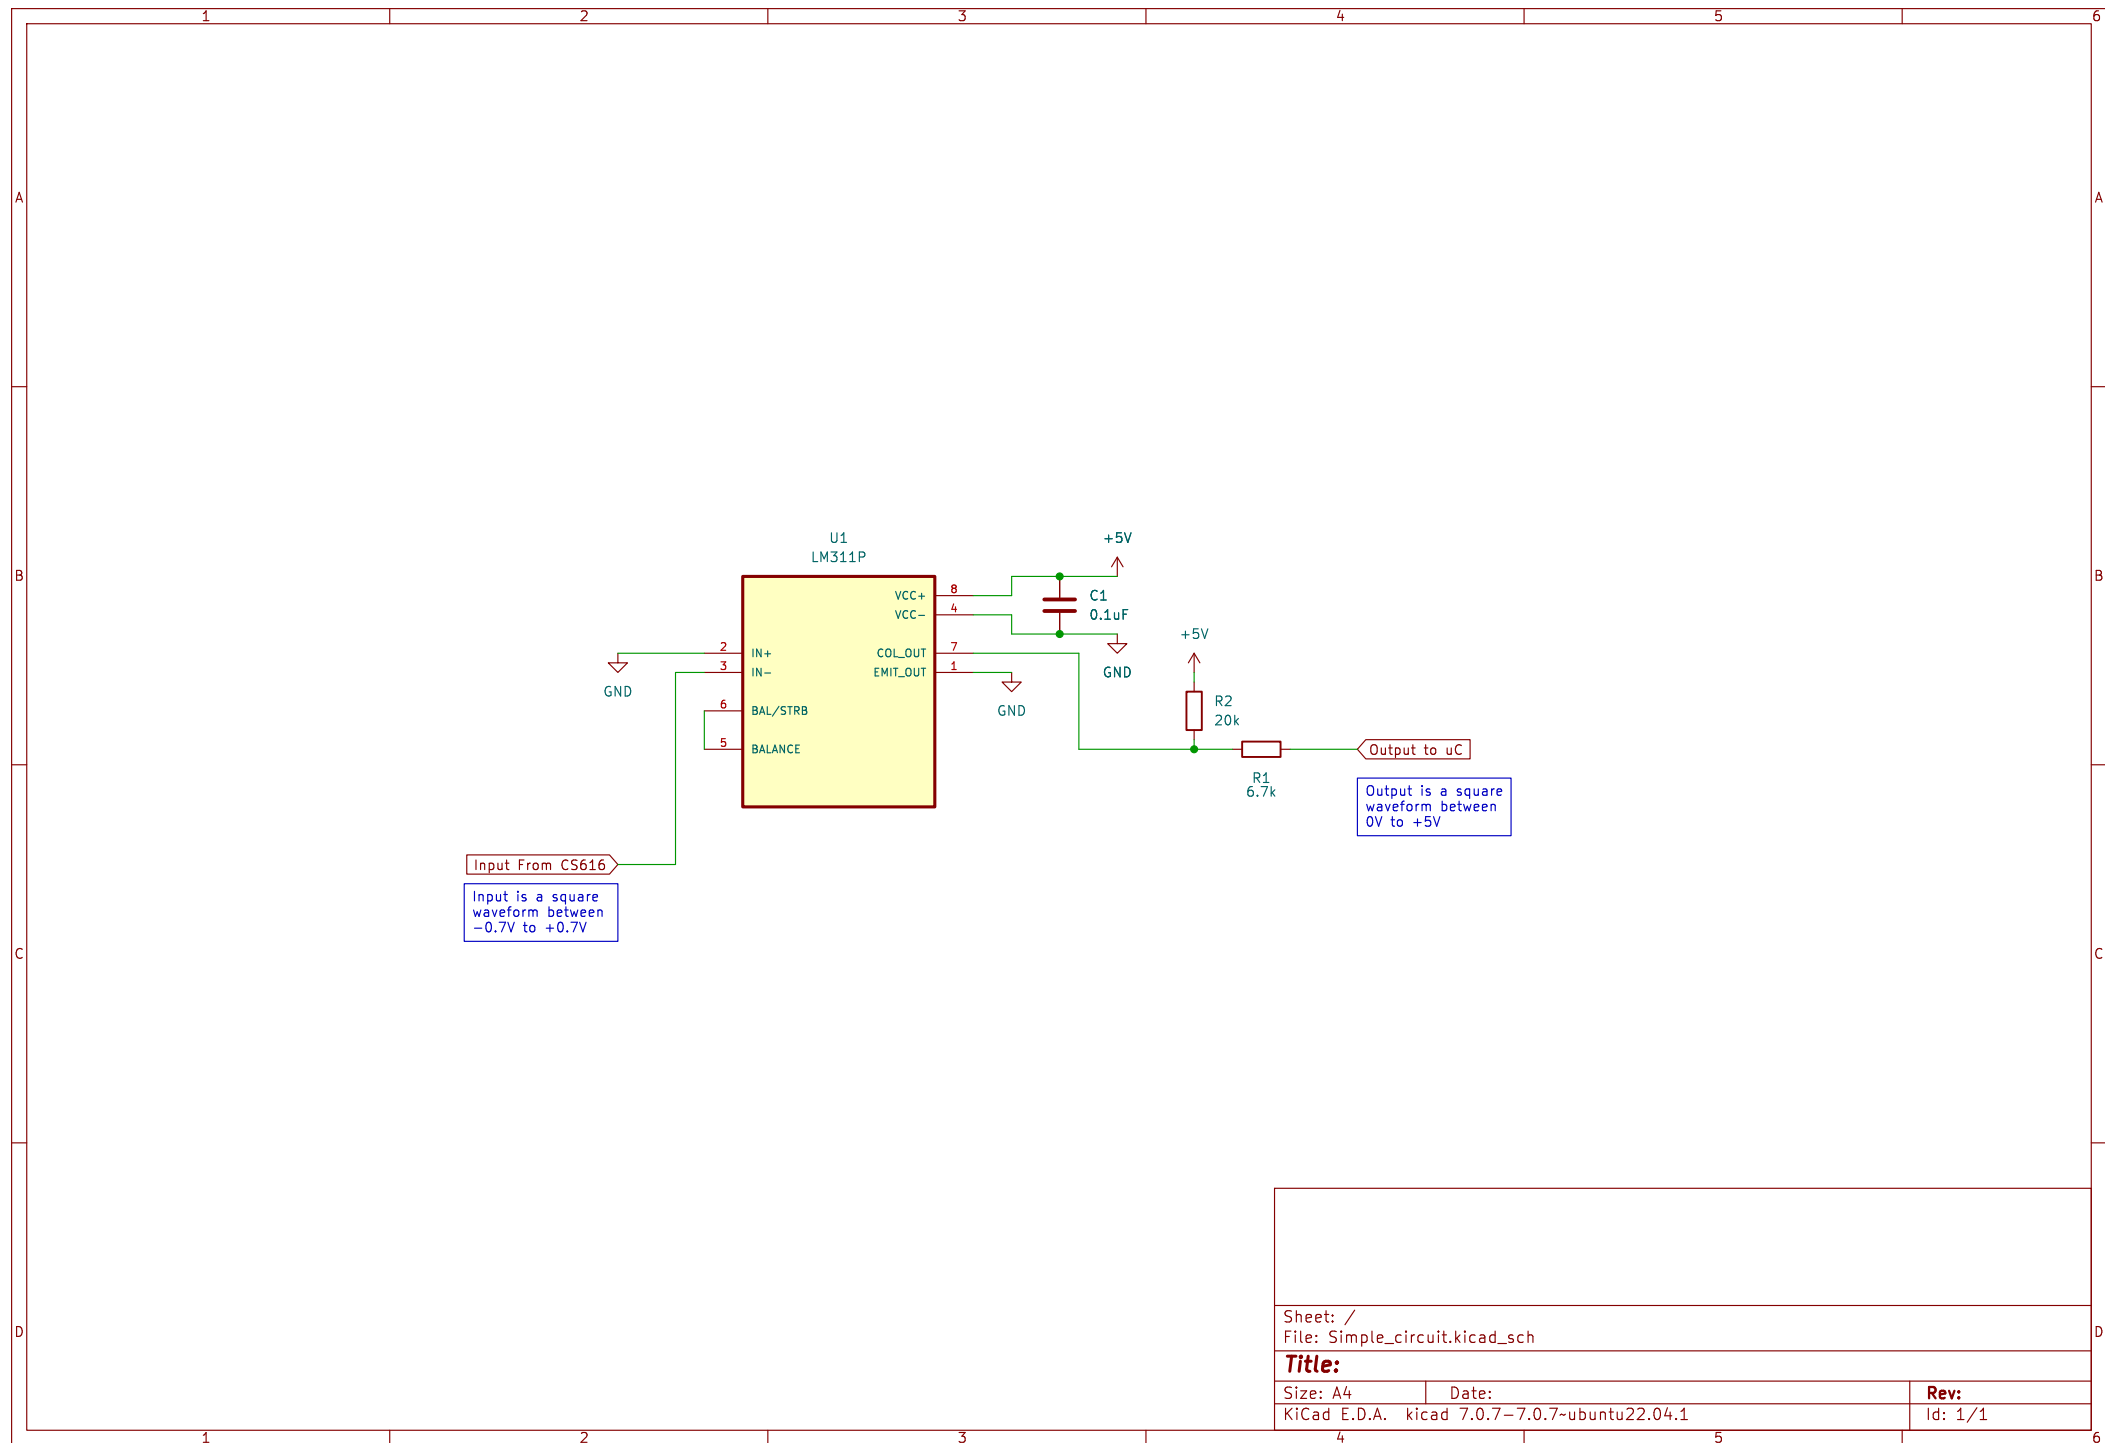 1 2 3 4 5 6
A A
B B
C C
D D
U1
LM311P
VCC+ 8
VCC- 4
2 IN+
3 IN-
COL_OUT 7
EMIT_OUT 1
6 BAL/STRB
5 BALANCE
GND
+5V
C1
0.1uF
GND
GND
+5V
R2
20k
R1
6.7k
Output to uC
Output is a square
waveform between
0V to +5V
Input From CS616
Input is a square
waveform between
-0.7V to +0.7V
Sheet: /
File: Simple_circuit.kicad_sch
Title:
Size: A4 Date: Rev:
KiCad E.D.A. kicad 7.0.7-7.0.7~ubuntu22.04.1 Id: 1/1
1 2 3 4 5 6